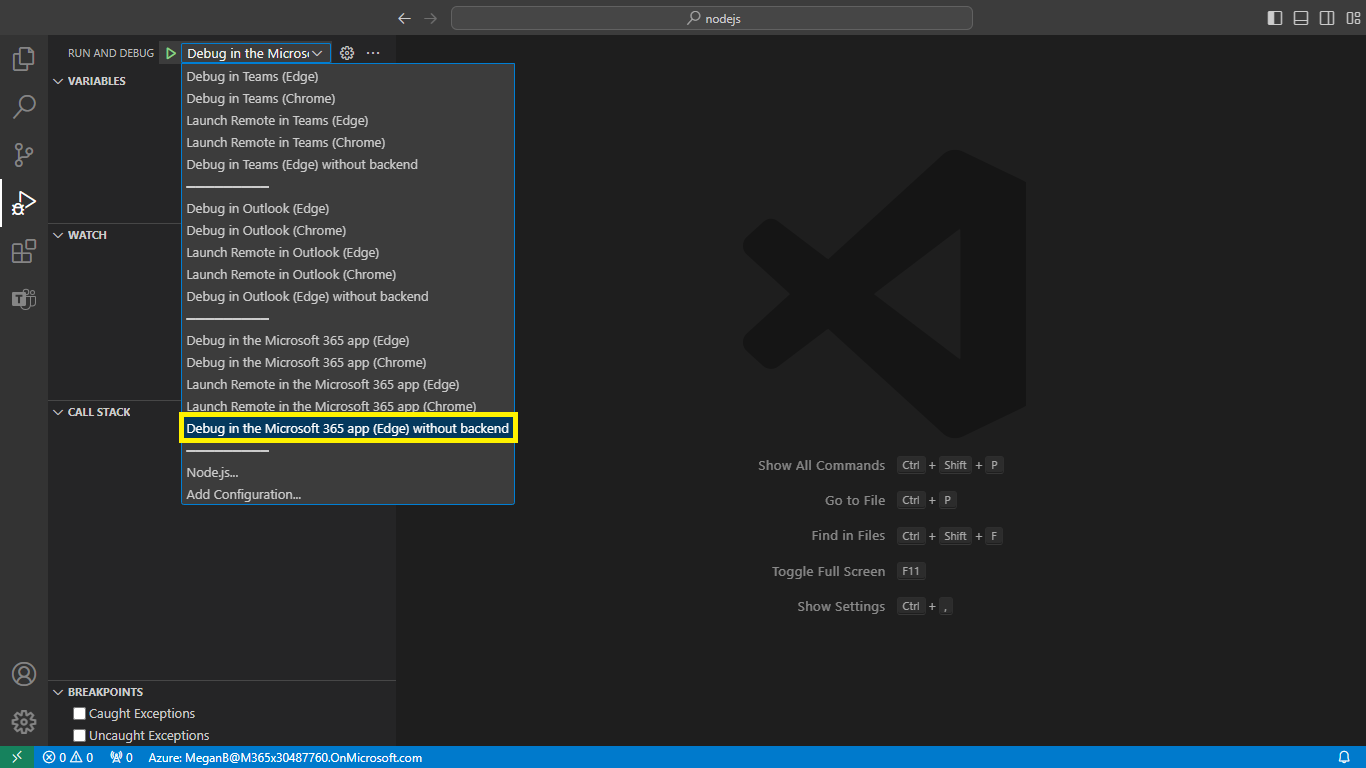 nodejs
RUN AND DEBUG
Debug in the Micros
VARIABLES
Debug in Teams (Edge)
Debug in Teams (Chrome)
Launch Remote in Teams (Edge)
Launch Remote in Teams (Chrome)
Debug in Teams (Edge) without backend
Debug in Outlook (Edge)
Debug in Outlook (Chrome)
Launch Remote in Outlook (Edge)
Launch Remote in Outlook (Chrome)
Debug in Outlook (Edge) without backend
Debug in the Microsoft 365 app (Edge)
Debug in the Microsoft 365 app (Chrome)
Launch Remote in the Microsoft 365 app (Edge)
Launch Remote in the Microsoft 365 app (Chrome)
Debug in the Microsoft 365 app (Edge) without backend
Node.js...
Add Configuration...
WATCH
CALL STACK
BREAKPOINTS
Caught Exceptions
Uncaught Exceptions
Show All Commands Ctrl + Shift + P
Go to File Ctrl + P
Find in Files Ctrl + Shift + F
Toggle Full Screen F11
Show Settings Ctrl + ,
T
0 0 0 Azure: MeganB@M365x30487760.OnMicrosoft.com